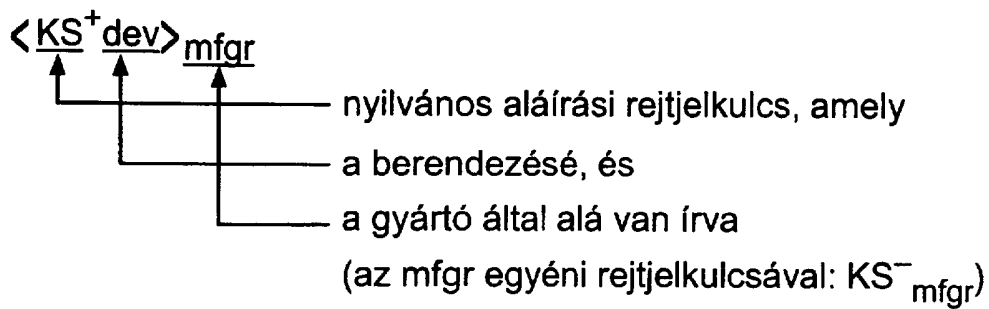 <KS⁺dev>mfgr
nyilvános aláírási rejtjelkulcs, amely
a berendezésé, és
a gyártó által alá van írva
(az mfgr egyéni rejtjelkulcsával: KS⁻mfgr)